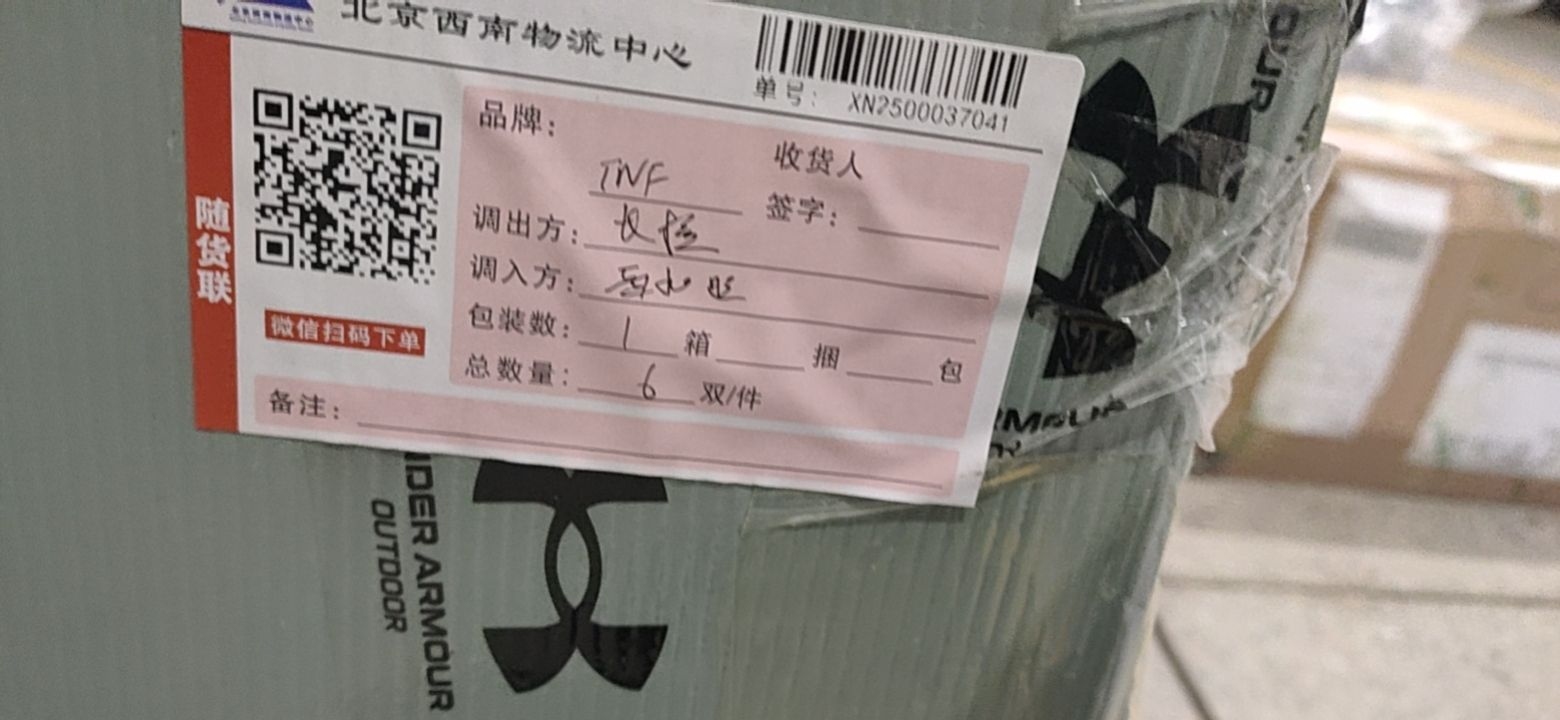 北京西南物流中心
单号: XN2500037041
随货联
微信扫码下单
品牌: TNF
收货人
签字:
调出方:
调入方:
包装数: 1 箱 捆 包
总数量: 6 双/件
备注:
UNDER ARMOUR
OUTDOOR